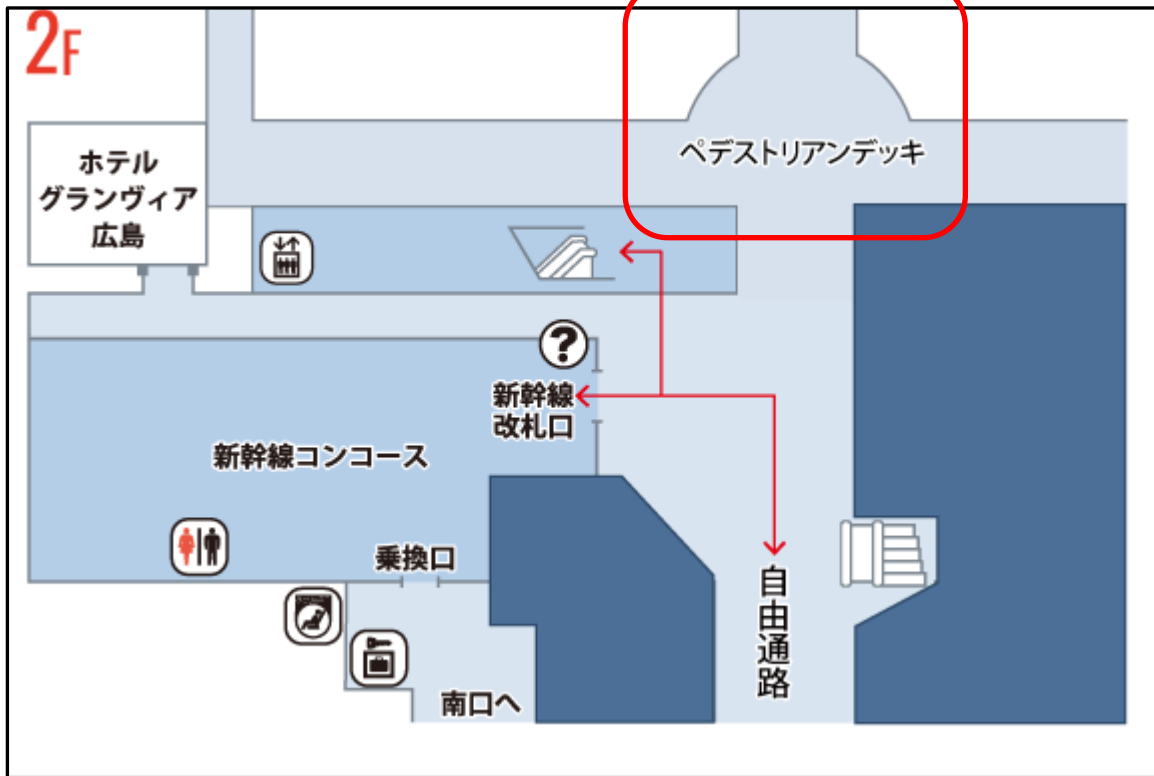 2F
ペデストリアンデッキ
ホテル
グランヴィア
広島
?
新幹線
改札口
新幹線コンコース
乗換口
自由通路
南口へ